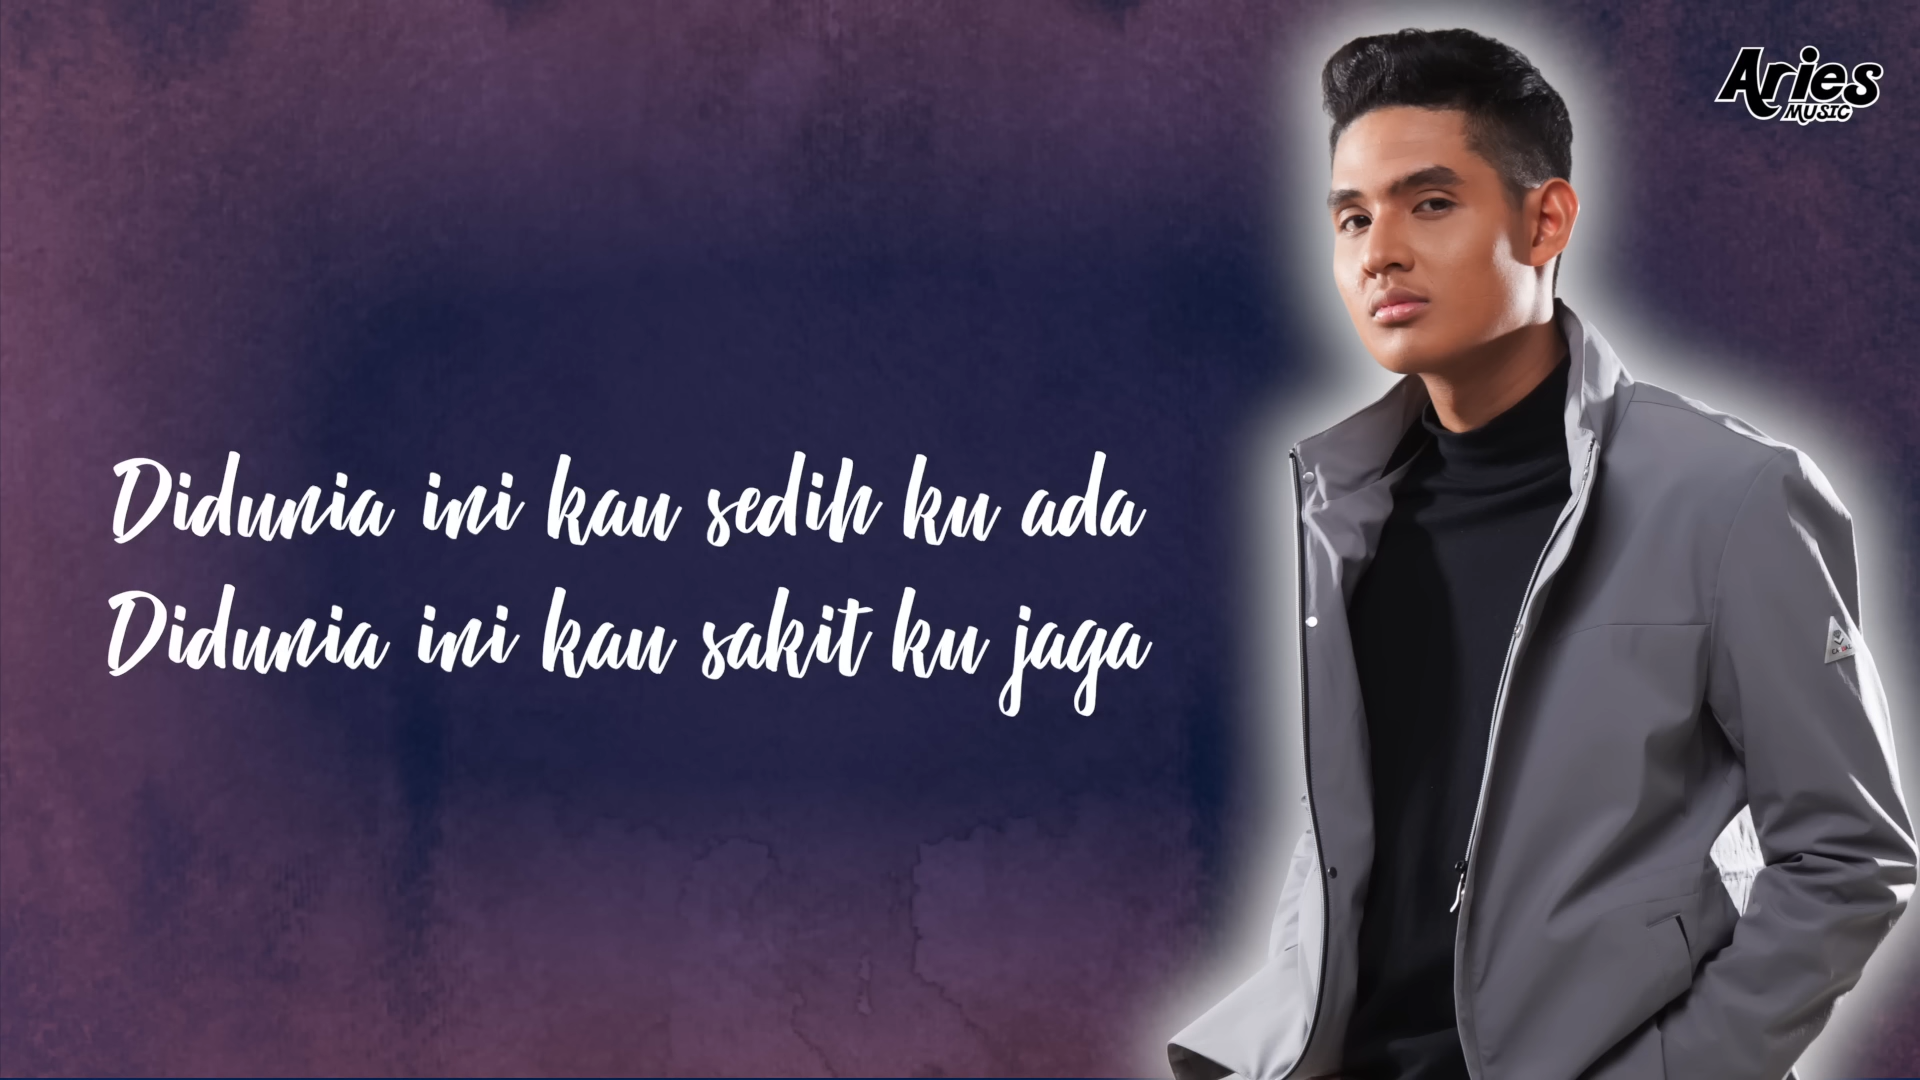 Aries
MUSIC
Didunia ini kau sedih ku ada
Didunia ini kau sakit ku jaga